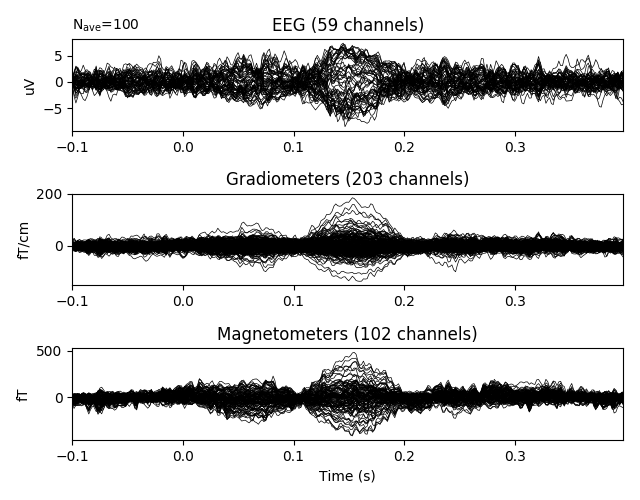 N_ave=100 EEG (59 channels)
5
0
−5
uV
−0.1 0.0 0.1 0.2 0.3
Gradiometers (203 channels)
200
0
fT/cm
−0.1 0.0 0.1 0.2 0.3
Magnetometers (102 channels)
500
0
fT
−0.1 0.0 0.1 0.2 0.3
Time (s)